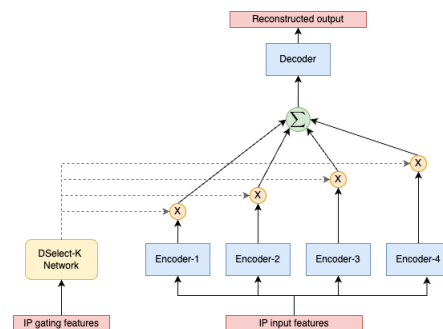 Reconstructed output
Decoder
Σ
X
X
X
X
DSelect-K
Network
Encoder-1
Encoder-2
Encoder-3
Encoder-4
IP gating features
IP input features